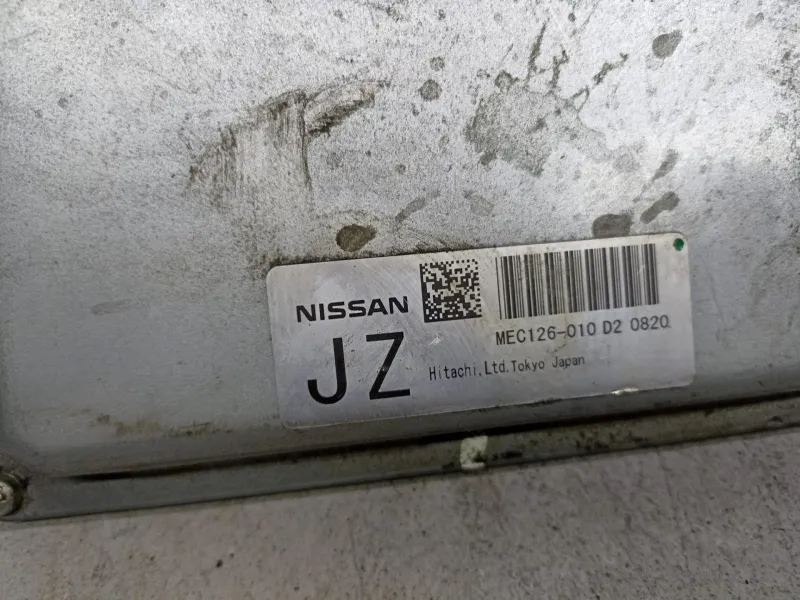 NISSAN
MEC126-010 D2 0820
JZ
Hitachi,Ltd.Tokyo Japan